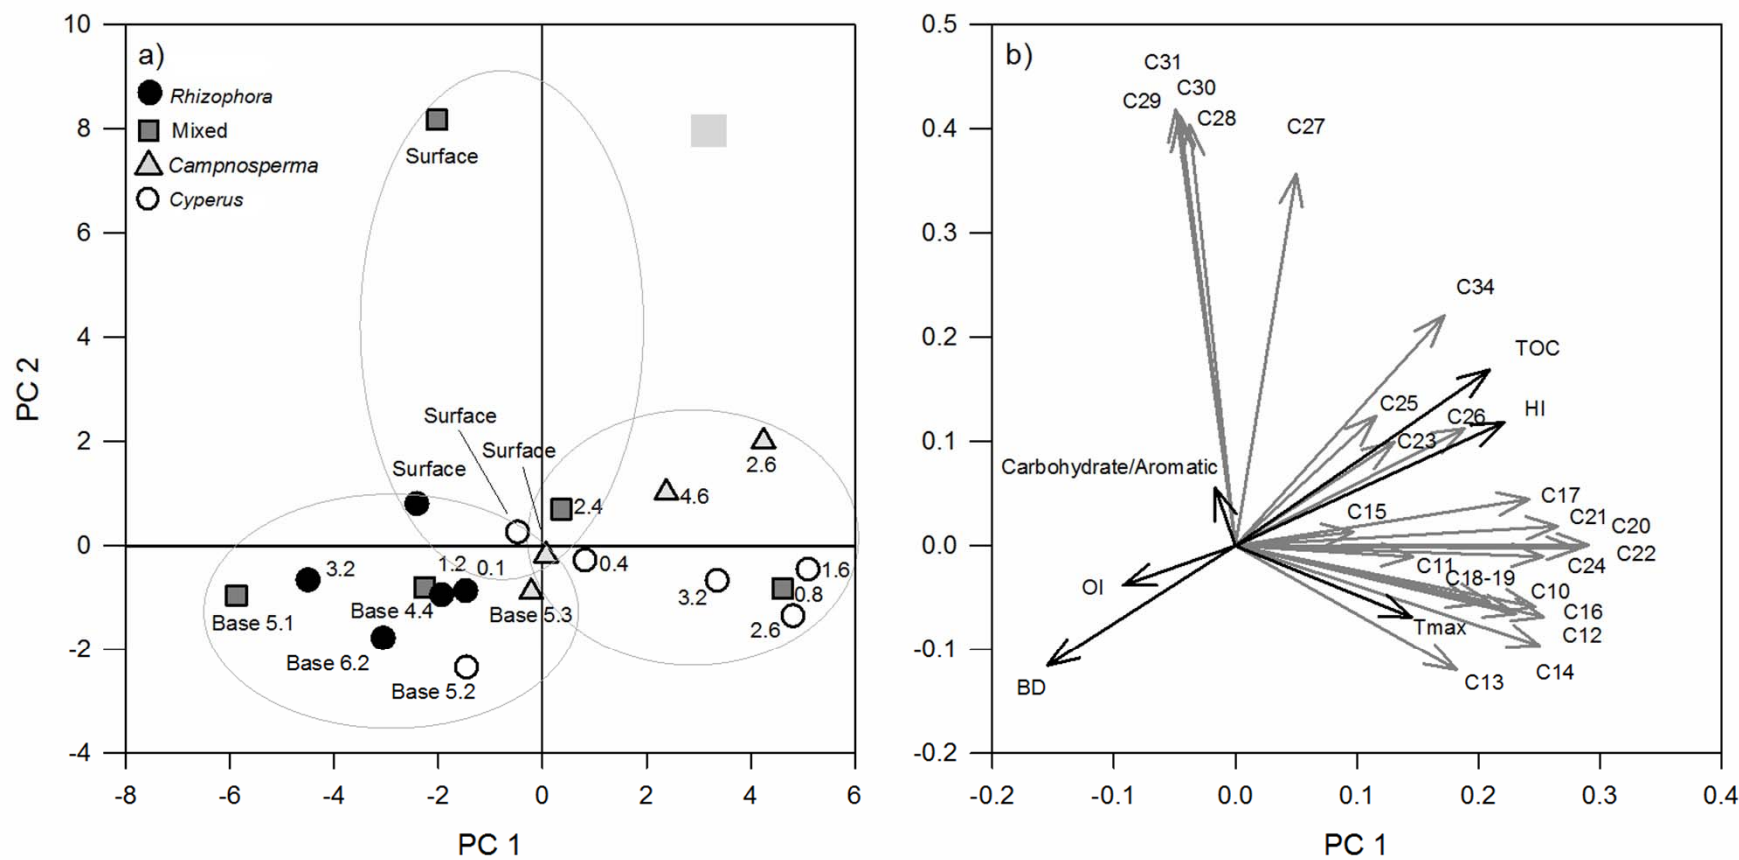 a)
Rhizophora
Mixed
Campnosperma
Cyperus
Surface
Surface
Surface
Surface
2.6
4.6
2.4
0.4
3.2
1.2
0.1
1.6
3.2
0.8
2.6
Base 5.1
Base 4.4
Base 5.3
Base 6.2
Base 5.2
10
8
6
4
2
0
-2
-4
PC 2
-8
-6
-4
-2
0
2
4
6
PC 1
b)
C31
C30
C29
C28
C27
C34
TOC
C25
C26
HI
C23
Carbohydrate/Aromatic
C15
C17
C21
C20
C22
C11
C24
C18-19
C10
OI
C16
Tmax
C12
C14
C13
BD
0.5
0.4
0.3
0.2
0.1
0.0
-0.1
-0.2
-0.2
-0.1
0.0
0.1
0.2
0.3
0.4
PC 1